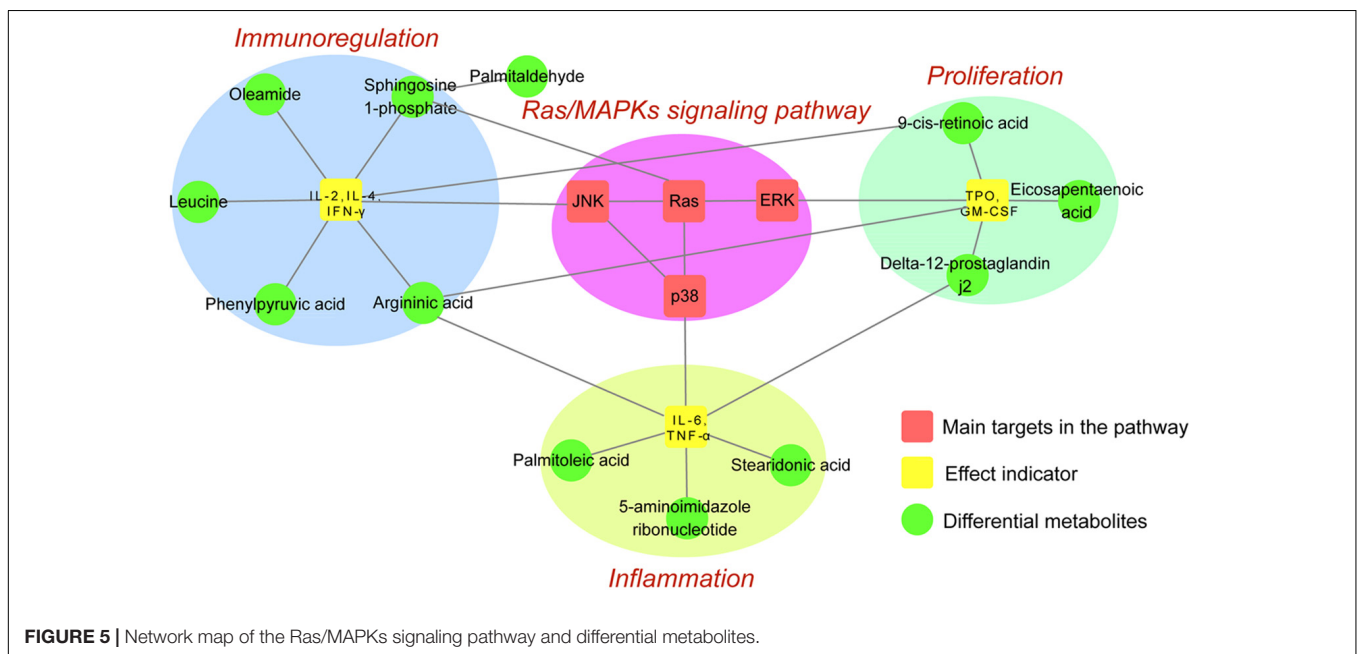 Immunoregulation
Oleamide
Sphingosine
1-phosphate
Palmitaldehyde
Leucine
IL-2,IL-4,
IFN-γ
Phenylpyruvic acid
Argininic acid
Ras/MAPKs signaling pathway
JNK
Ras
ERK
p38
Proliferation
9-cis-retinoic acid
TPO,
GM-CSF
Eicosapentaenoic
acid
Delta-12-prostaglandin
j2
IL-6,
TNF-α
Palmitoleic acid
Stearidonic acid
5-aminoimidazole
ribonucleotide
Inflammation
Main targets in the pathway
Effect indicator
Differential metabolites
FIGURE 5 | Network map of the Ras/MAPKs signaling pathway and differential metabolites.